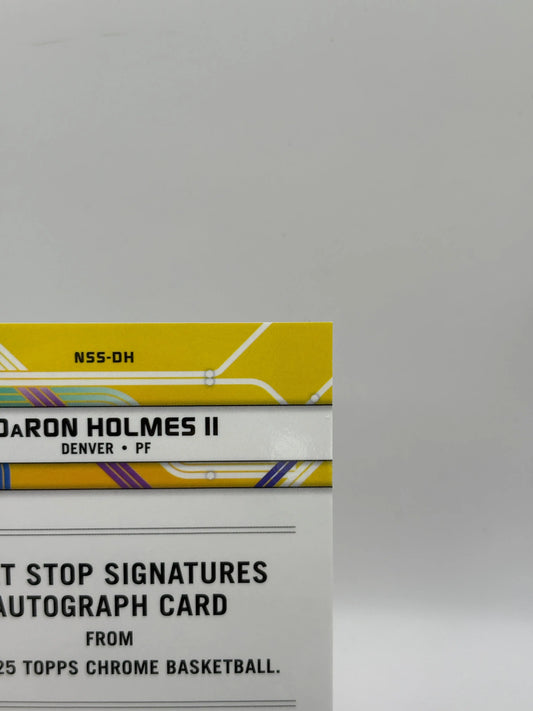 NSS-DH
DaRON HOLMES II
DENVER • PF
T STOP SIGNATURES
AUTOGRAPH CARD
FROM
25 TOPPS CHROME BASKETBALL.